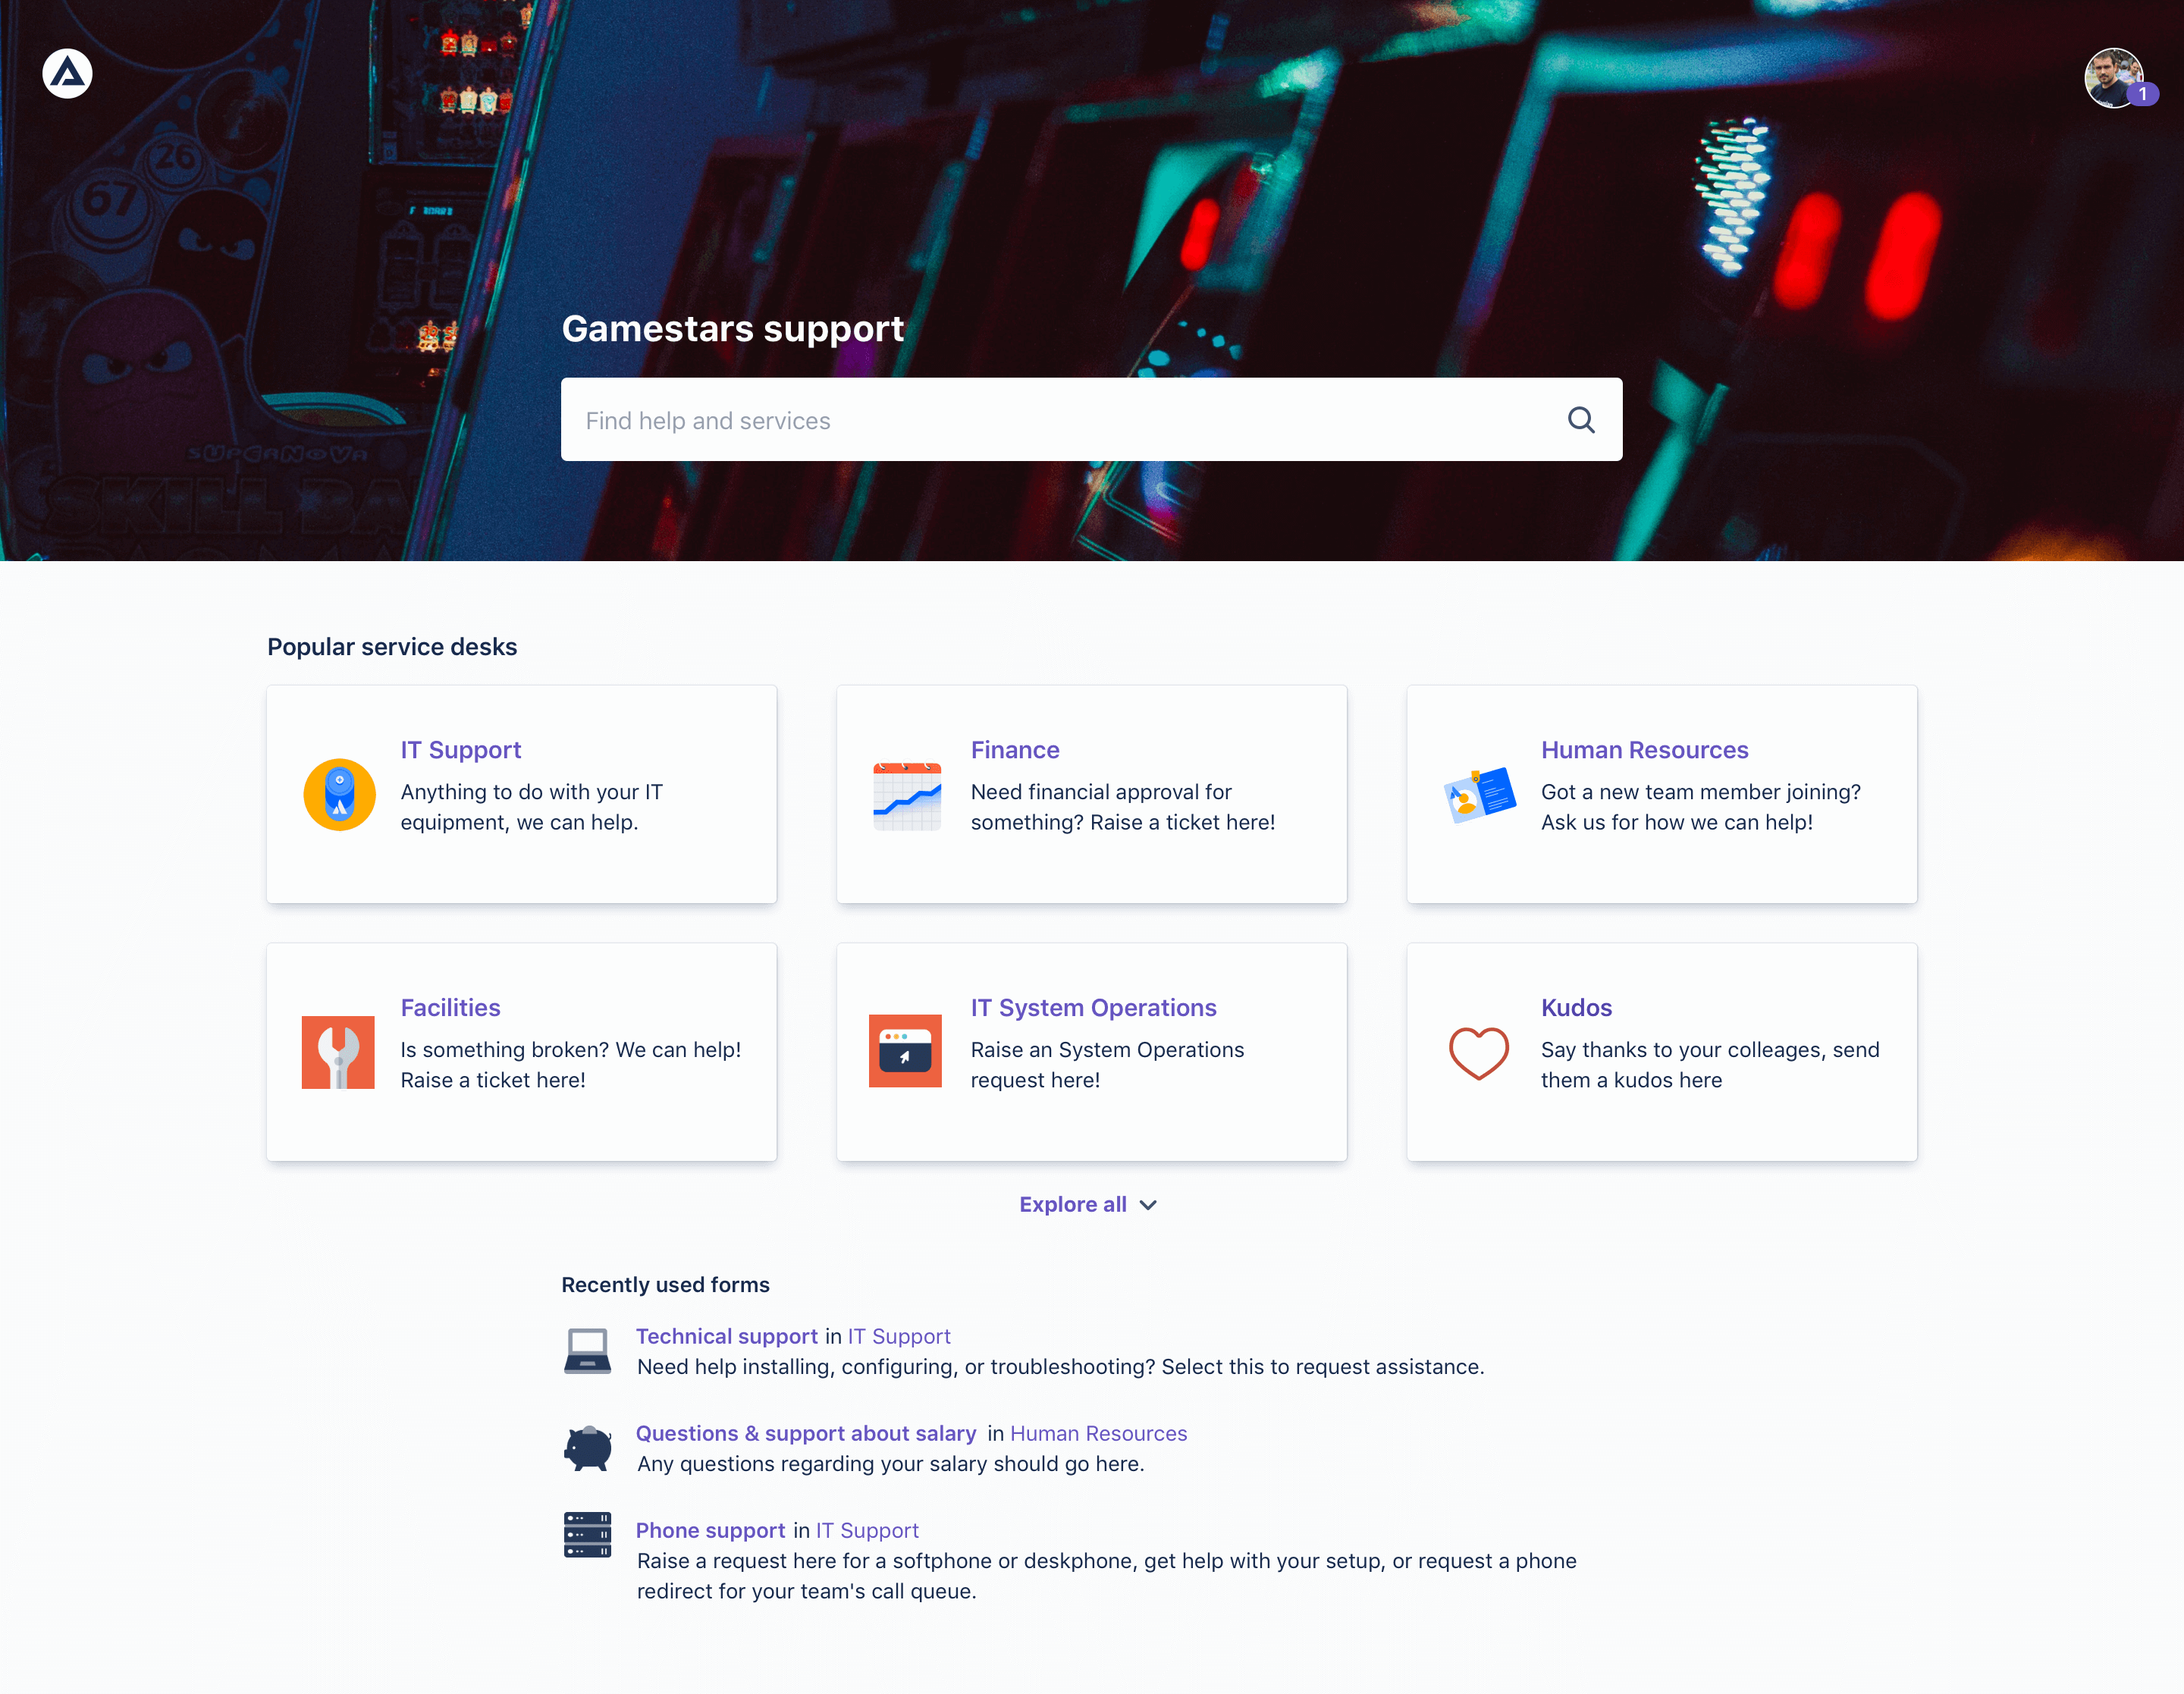 26
67
1
SUPERNOVA
SKILL BA
Gamestars support
Find help and services
Popular service desks
IT Support
Anything to do with your IT
equipment, we can help.
Finance
Need financial approval for
something? Raise a ticket here!
Human Resources
Got a new team member joining?
Ask us for how we can help!
Facilities
Is something broken? We can help!
Raise a ticket here!
IT System Operations
Raise an System Operations
request here!
Kudos
Say thanks to your colleages, send
them a kudos here
Explore all
Recently used forms
Technical support in IT Support
Need help installing, configuring, or troubleshooting? Select this to request assistance.
Questions & support about salary in Human Resources
Any questions regarding your salary should go here.
Phone support in IT Support
Raise a request here for a softphone or deskphone, get help with your setup, or request a phone
redirect for your team's call queue.